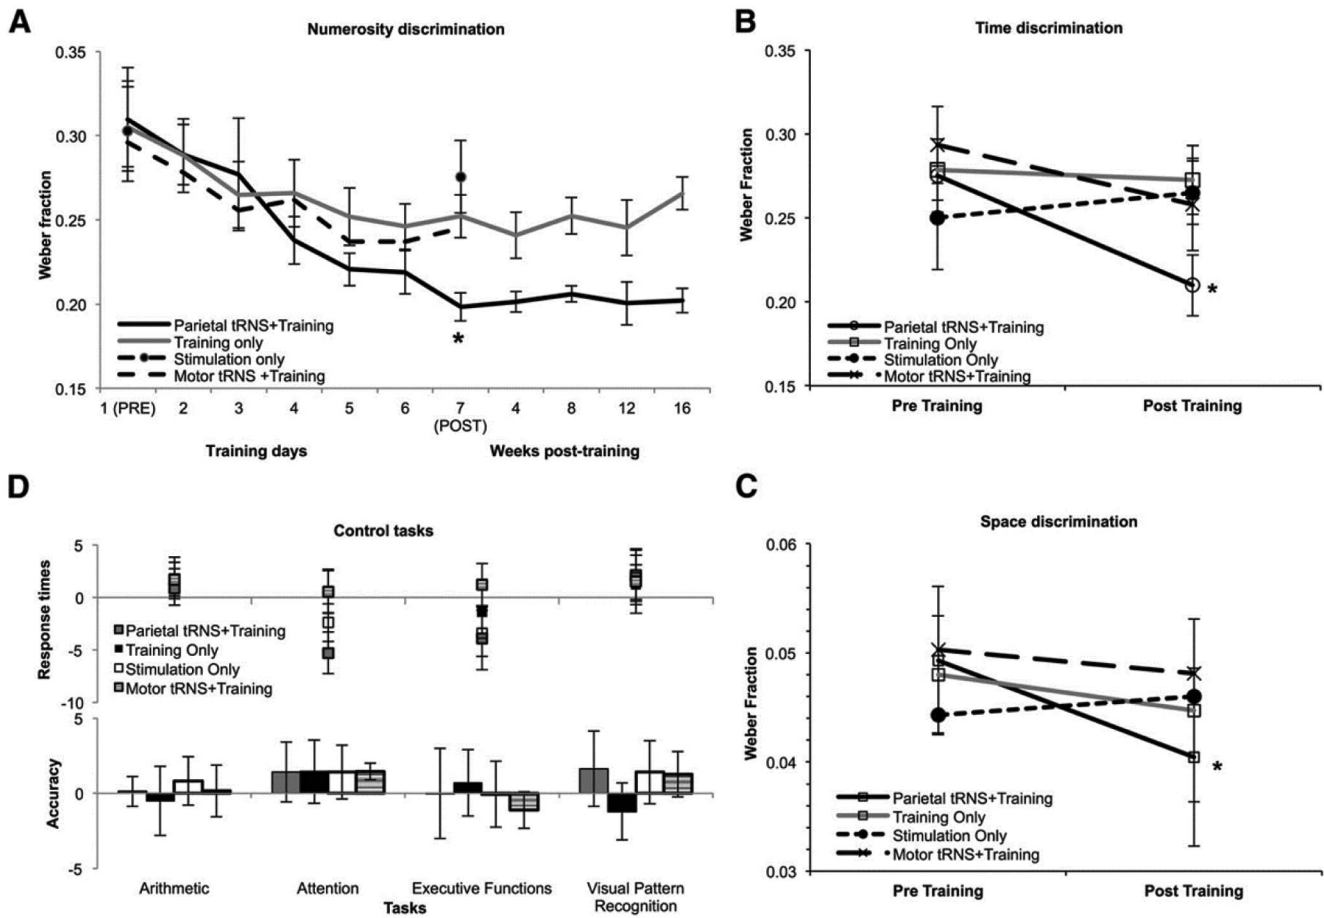 A
Numerosity discrimination
Weber fraction
0.35
0.30
0.25
0.20
0.15
Parietal tRNS+Training
Training only
Stimulation only
Motor tRNS +Training
*
1 (PRE) 2 3 4 5 6 7 4 8 12 16
(POST)
Training days Weeks post-training
B
Time discrimination
Weber Fraction
0.35
0.30
0.25
0.20
0.15
*
Parietal tRNS+Training
Training Only
Stimulation Only
Motor tRNS+Training
Pre Training Post Training
D
Control tasks
Response times
5
0
-5
-10
Parietal tRNS+Training
Training Only
Stimulation Only
Motor tRNS+Training
Accuracy
5
0
-5
Arithmetic Attention Executive Functions Visual Pattern
Recognition
Tasks
C
Space discrimination
Weber Fraction
0.06
0.05
0.04
0.03
*
Parietal tRNS+Training
Training Only
Stimulation Only
Motor tRNS+Training
Pre Training Post Training